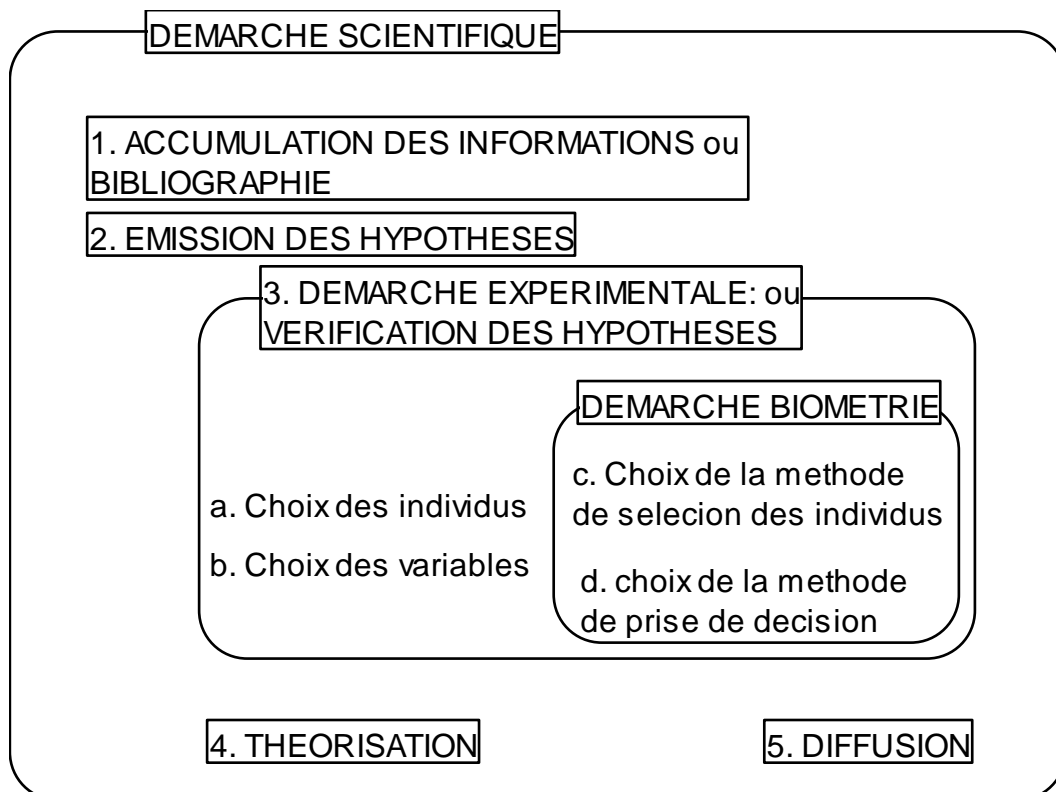 DEMARCHE SCIENTIFIQUE
1. ACCUMULATION DES INFORMATIONS ou
BIBLIOGRAPHIE
2. EMISSION DES HYPOTHESES
3. DEMARCHE EXPERIMENTALE: ou
VERIFICATION DES HYPOTHESES
DEMARCHE BIOMETRIE
a. Choix des individus
b. Choix des variables
c. Choix de la methode
de selecion des individus
d. choix de la methode
de prise de decision
4. THEORISATION
5. DIFFUSION